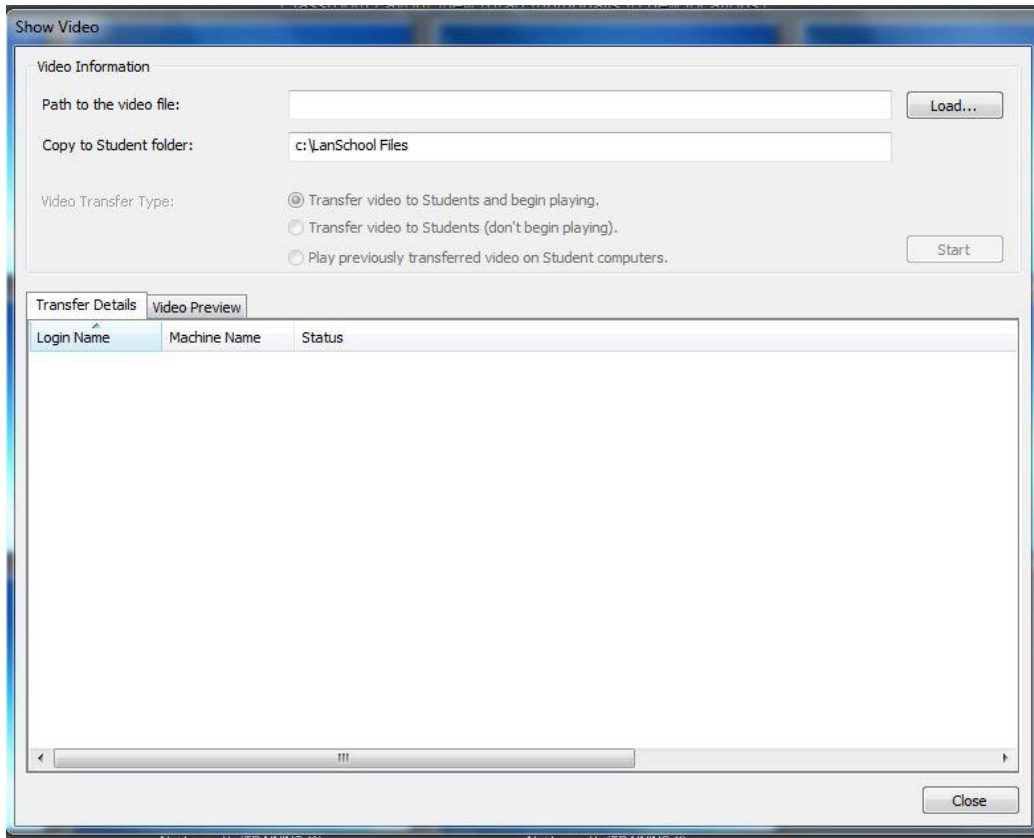 Show Video
Video Information
Path to the video file:
Load...
Copy to Student folder:
c:\LanSchool Files
Video Transfer Type:
Transfer video to Students and begin playing.
Transfer video to Students (don't begin playing).
Play previously transferred video on Student computers.
Start
Transfer Details
Video Preview
Login Name
Machine Name
Status
Close